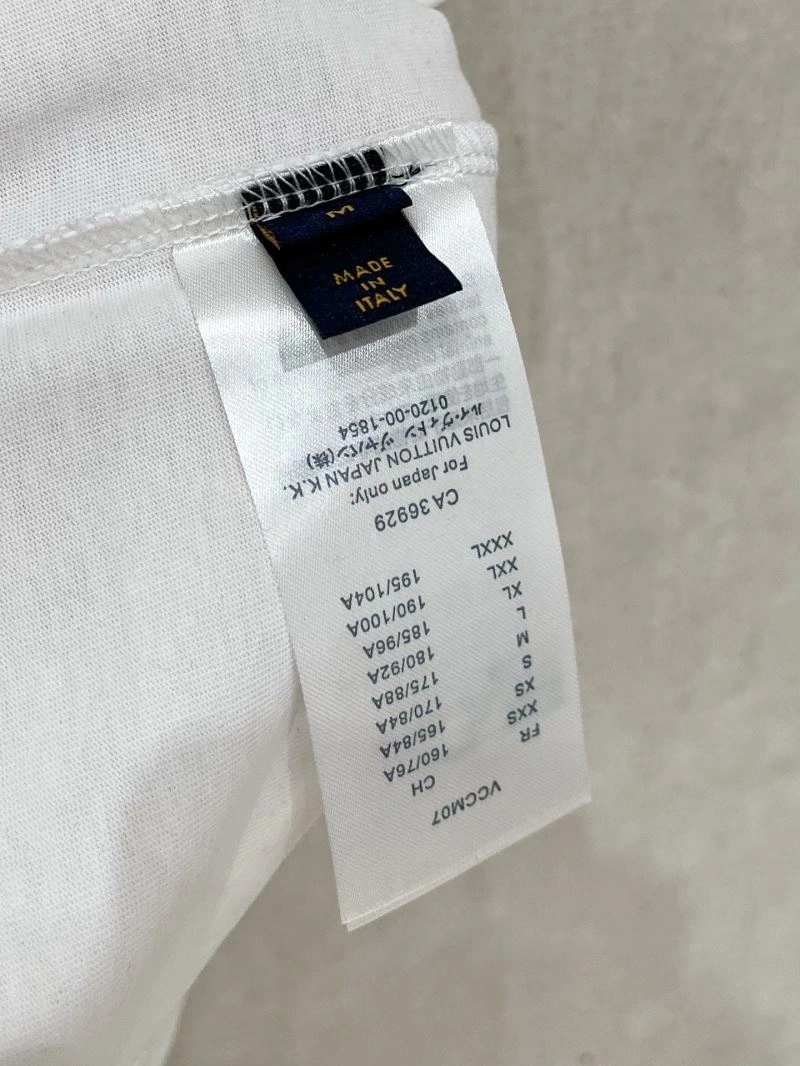 M
MADE
IN
ITALY
VCCM07
FR CH
XXS 160/76A
XS 165/84A
S 170/84A
M 175/88A
L 180/92A
XL 185/96A
XXL 190/100A
XXXL 195/104A
CA 36929
For Japan only:
LOUIS VUITTON JAPAN K.K.
ルイ・ヴィトン ジャパン(株)
0120-00-1854